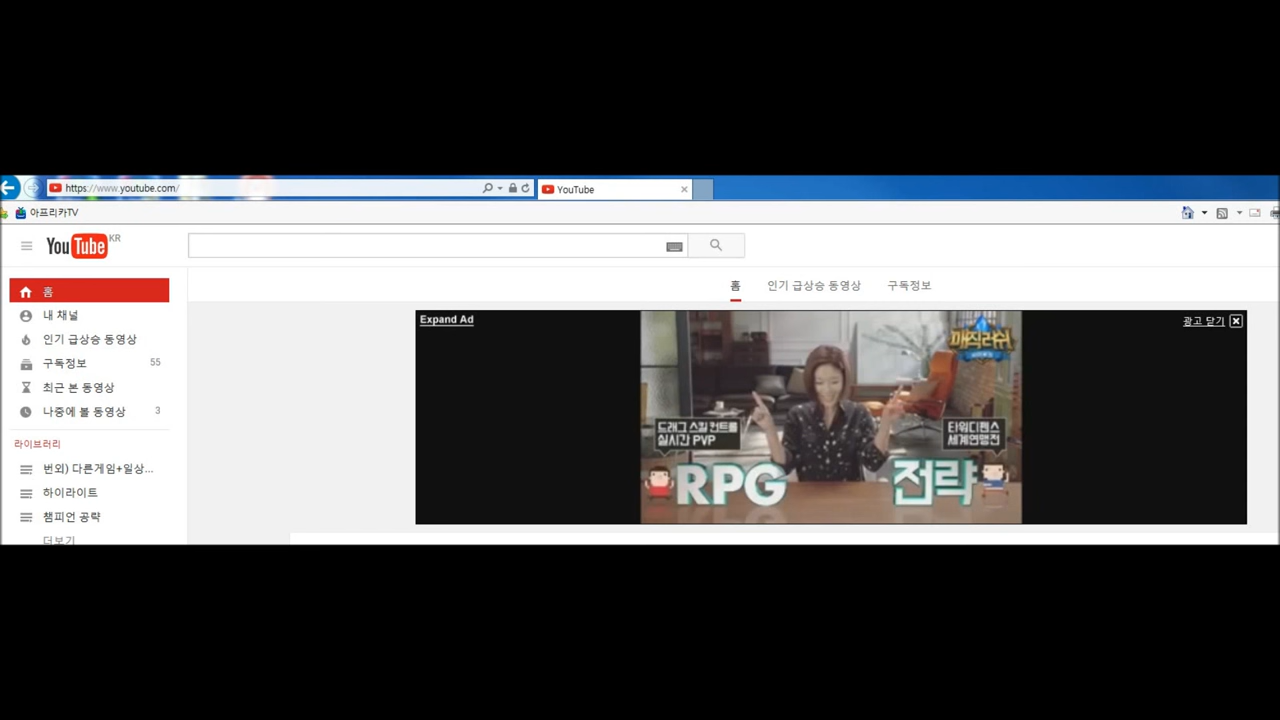 https://www.youtube.com/
YouTube
아프리카TV
YouTube KR
홈 인기 급상승 동영상 구독정보
홈
내 채널
인기 급상승 동영상
구독정보 55
최근 본 동영상
나중에 볼 동영상 3
라이브러리
번외) 다른게임+일상...
하이라이트
챔피언 공략
더보기
Expand Ad
광고 닫기
매직러쉬
드래그 스킬 컨트롤
실시간 PVP
RPG
타워디펜스
세계연맹전
전략